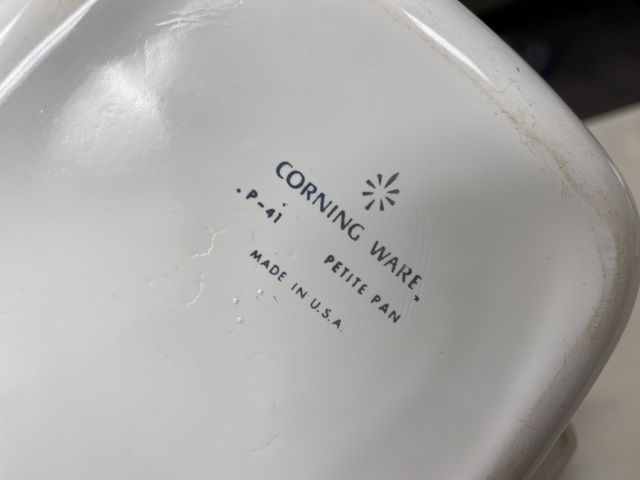 CORNING WARE
P-41 PETITE PAN
MADE IN U.S.A.